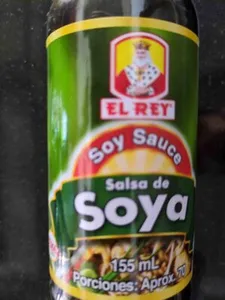 EL REY
Soy Sauce
Salsa de
Soya
155 mL
Porciones: Aprox.